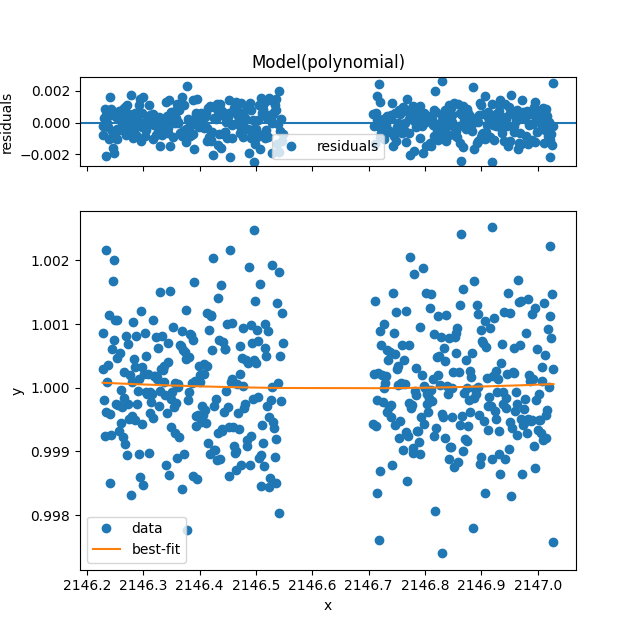 Model(polynomial)
residuals
0.002
0.000
−0.002
residuals
y
1.002
1.001
1.000
0.999
0.998
data
best-fit
2146.2 2146.3 2146.4 2146.5 2146.6 2146.7 2146.8 2146.9 2147.0
x